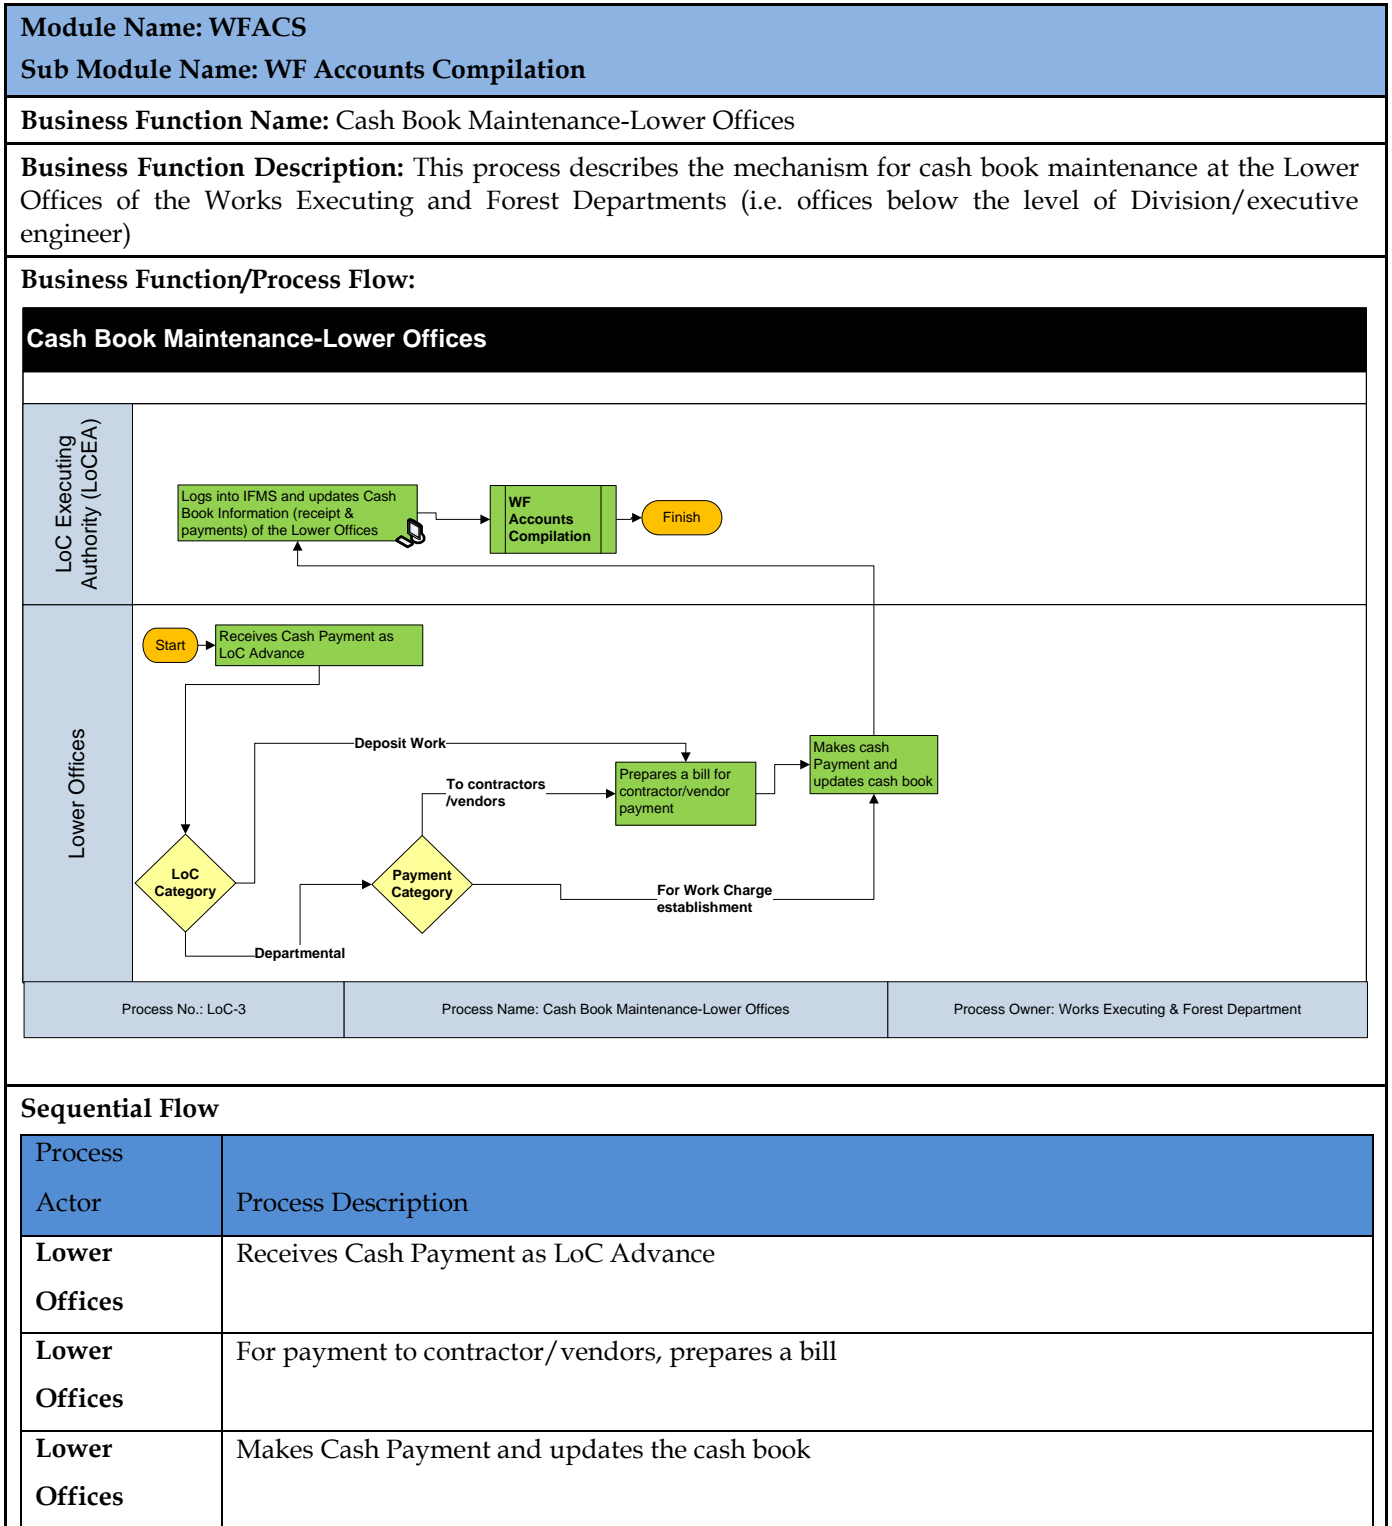 Module Name: WFACS
Sub Module Name: WF Accounts Compilation
Business Function Name: Cash Book Maintenance-Lower Offices
Business Function Description: This process describes the mechanism for cash book maintenance at the Lower
Offices of the Works Executing and Forest Departments (i.e. offices below the level of Division/executive
engineer)
Business Function/Process Flow:
Cash Book Maintenance-Lower Offices
LoC Executing
Authority (LoCEA)
Logs into IFMS and updates Cash
Book Information (receipt &
payments) of the Lower Offices
WF
Accounts
Compilation
Finish
Lower Offices
Start
Receives Cash Payment as
LoC Advance
Deposit Work
To contractors
/vendors
Prepares a bill for
contractor/vendor
payment
Makes cash
Payment and
updates cash book
LoC
Category
Payment
Category
For Work Charge
establishment
Departmental
Process No.: LoC-3
Process Name: Cash Book Maintenance-Lower Offices
Process Owner: Works Executing & Forest Department
Sequential Flow
Process
Actor
Process Description
Lower
Offices
Receives Cash Payment as LoC Advance
Lower
Offices
For payment to contractor/vendors, prepares a bill
Lower
Offices
Makes Cash Payment and updates the cash book